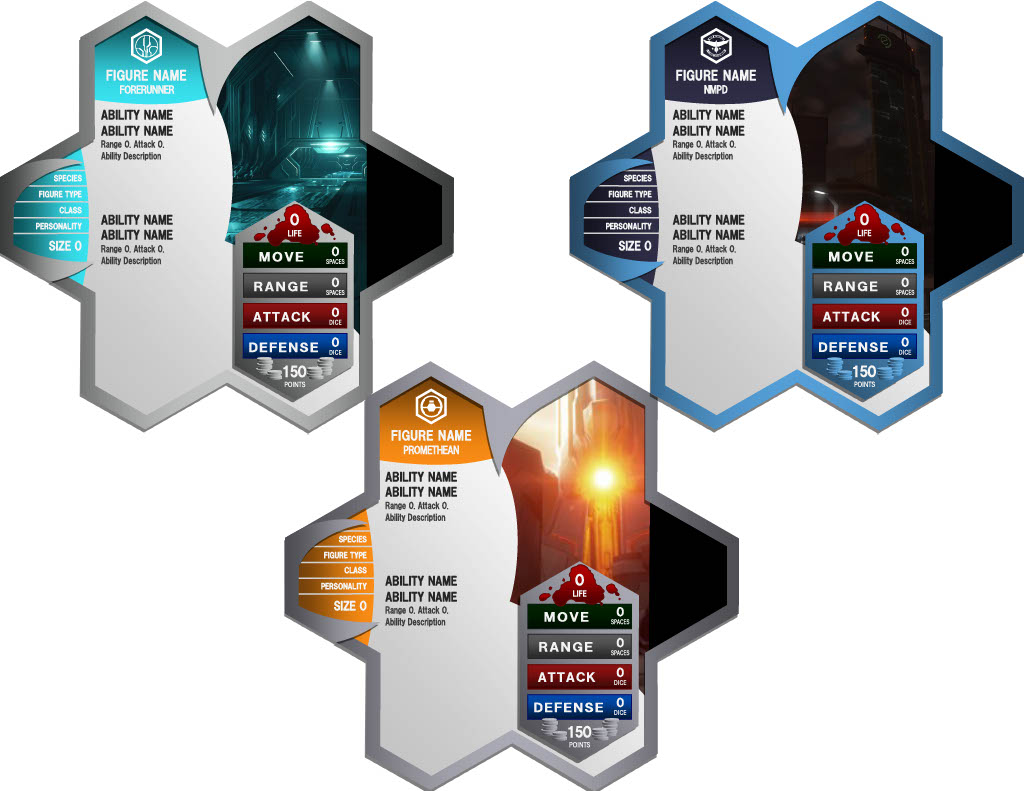 FIGURE NAME
FORERUNNER
ABILITY NAME
ABILITY NAME
Range 0. Attack 0.
Ability Description
SPECIES
FIGURE TYPE
CLASS
PERSONALITY
SIZE 0
ABILITY NAME
ABILITY NAME
Range 0. Attack 0.
Ability Description
0
LIFE
MOVE 0 SPACES
RANGE 0 SPACES
ATTACK 0 DICE
DEFENSE 0 DICE
150
POINTS
FIGURE NAME
NMPD
ABILITY NAME
ABILITY NAME
Range 0. Attack 0.
Ability Description
SPECIES
FIGURE TYPE
CLASS
PERSONALITY
SIZE 0
ABILITY NAME
ABILITY NAME
Range 0. Attack 0.
Ability Description
0
LIFE
MOVE 0 SPACES
RANGE 0 SPACES
ATTACK 0 DICE
DEFENSE 0 DICE
150
POINTS
FIGURE NAME
PROMETHEAN
ABILITY NAME
ABILITY NAME
Range 0. Attack 0.
Ability Description
SPECIES
FIGURE TYPE
CLASS
PERSONALITY
SIZE 0
ABILITY NAME
ABILITY NAME
Range 0. Attack 0.
Ability Description
0
LIFE
MOVE 0 SPACES
RANGE 0 SPACES
ATTACK 0 DICE
DEFENSE 0 DICE
150
POINTS